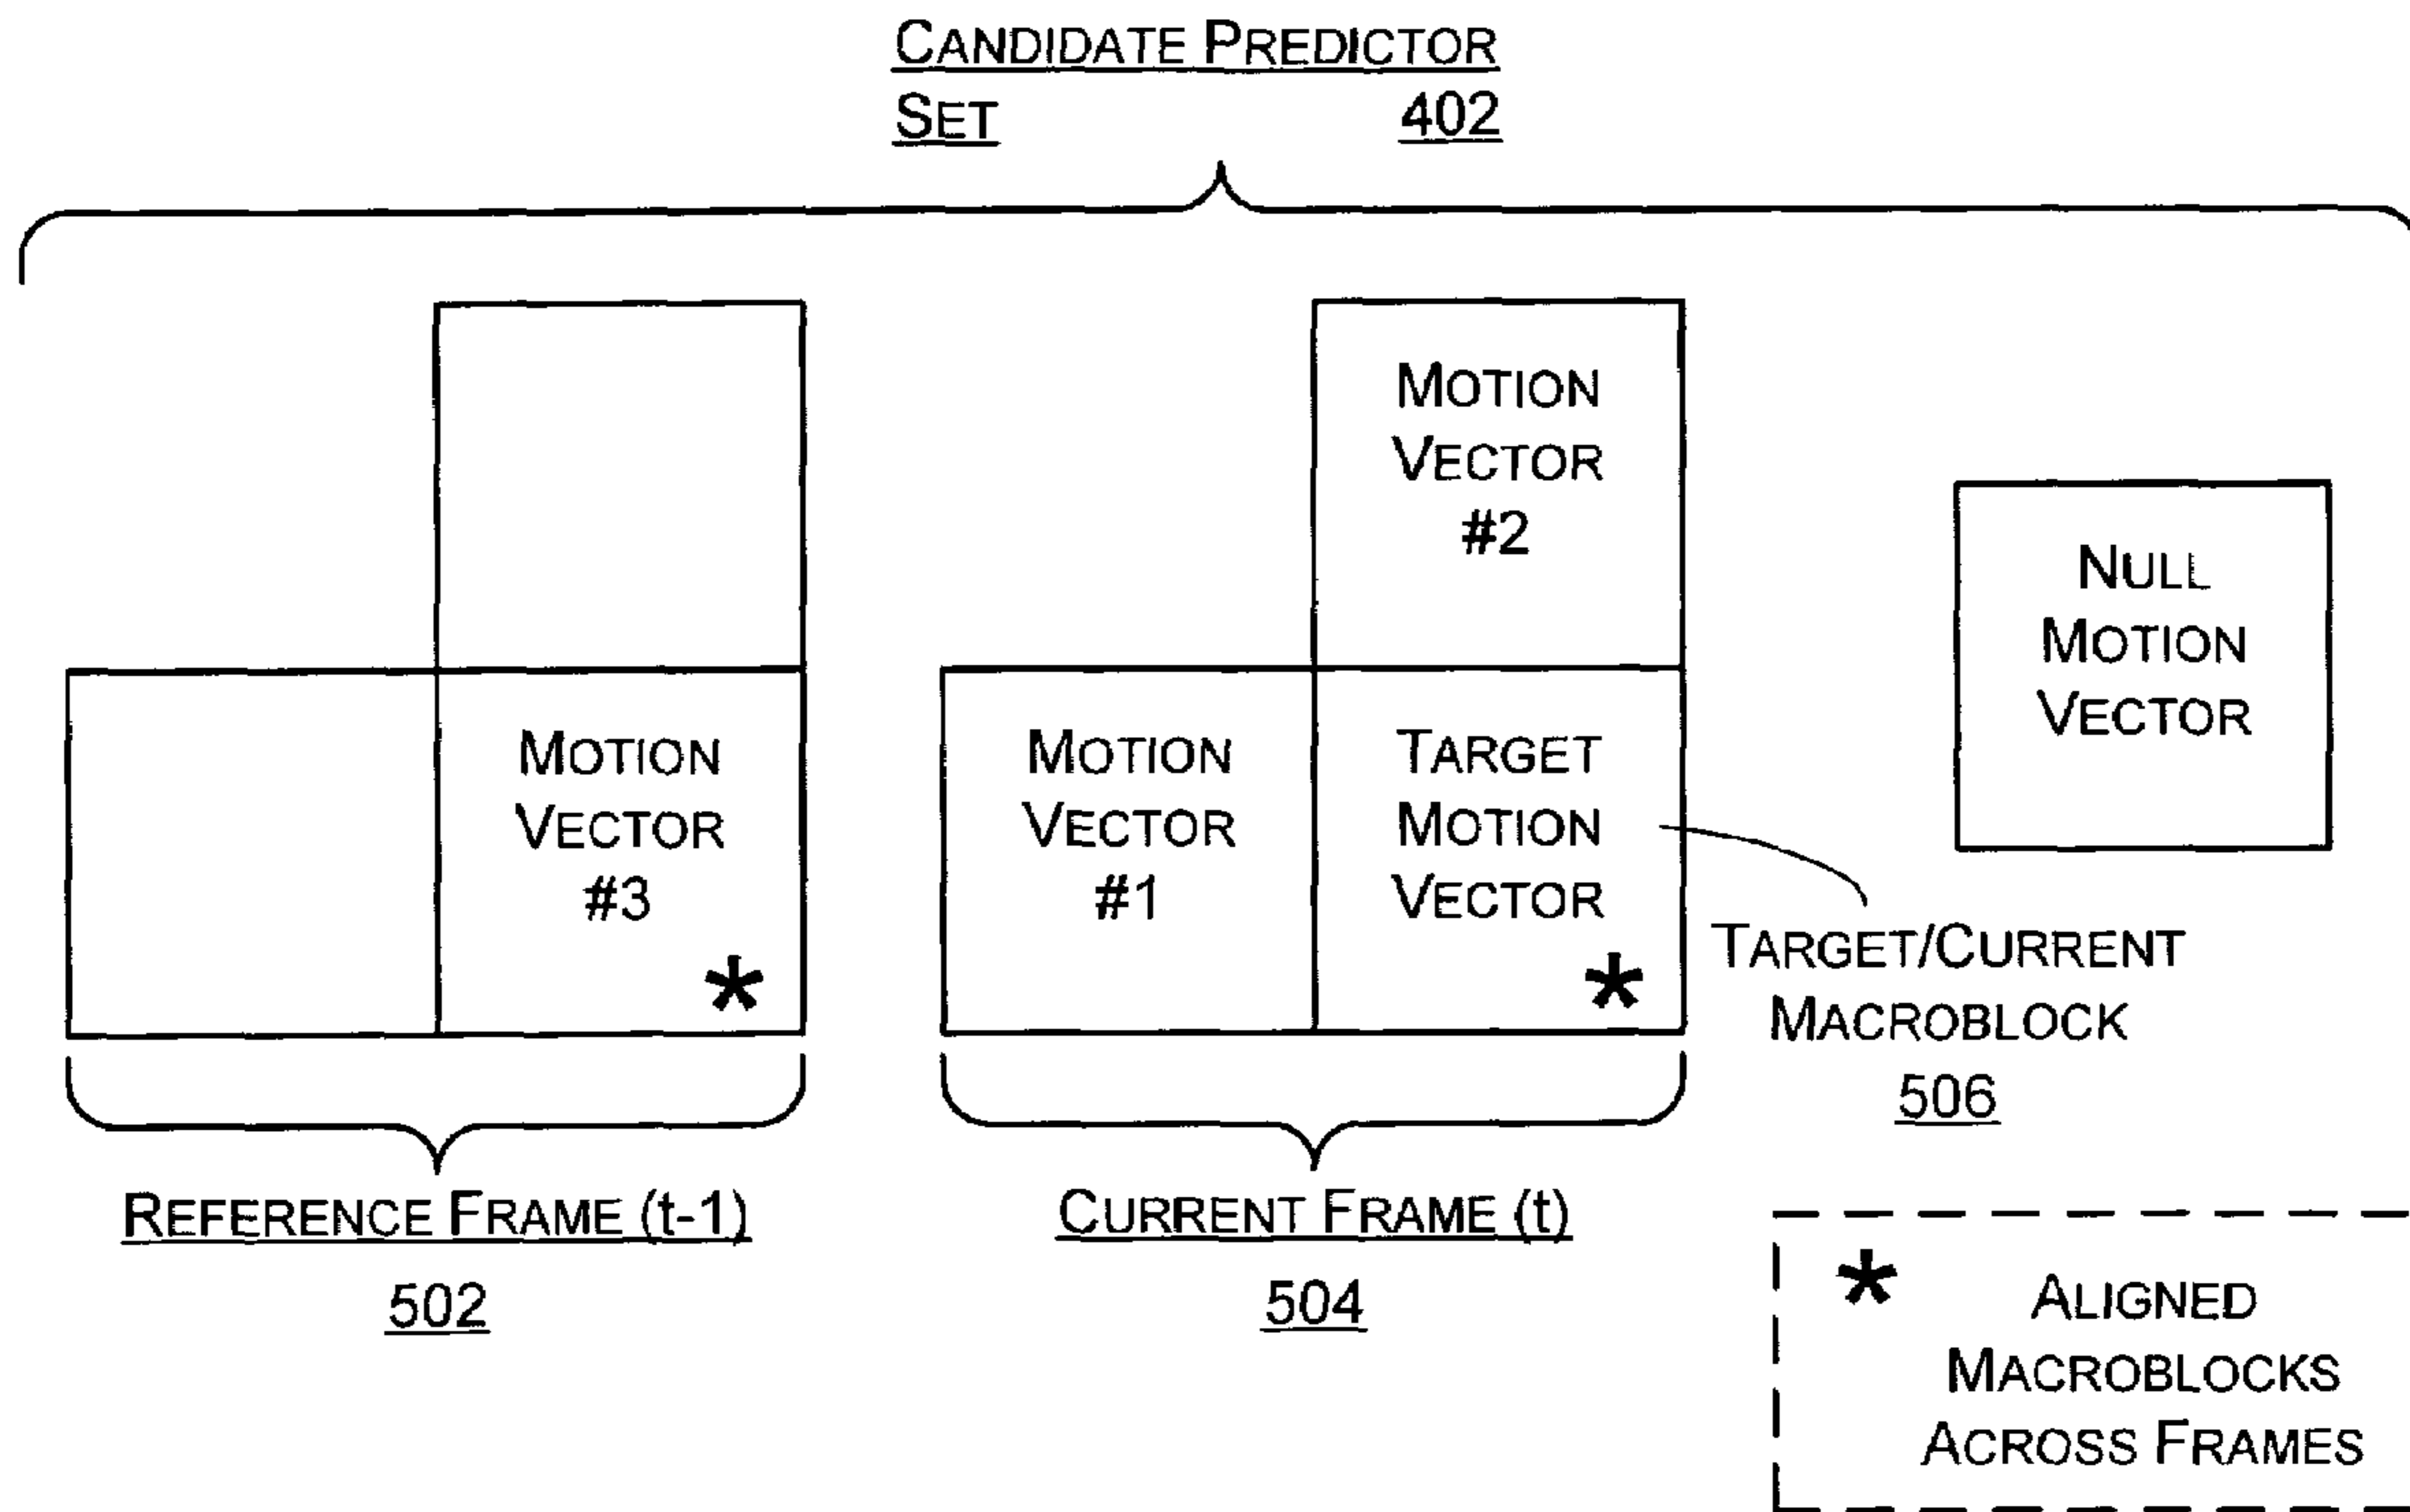 CANDIDATE PREDICTOR
SET 402
MOTION
VECTOR
#2
NULL
MOTION
VECTOR
MOTION
VECTOR
#3
*
MOTION
VECTOR
#1
TARGET
MOTION
VECTOR
*
TARGET/CURRENT
MACROBLOCK
506
REFERENCE FRAME (t-1)
502
CURRENT FRAME (t)
504
* ALIGNED
MACROBLOCKS
ACROSS FRAMES